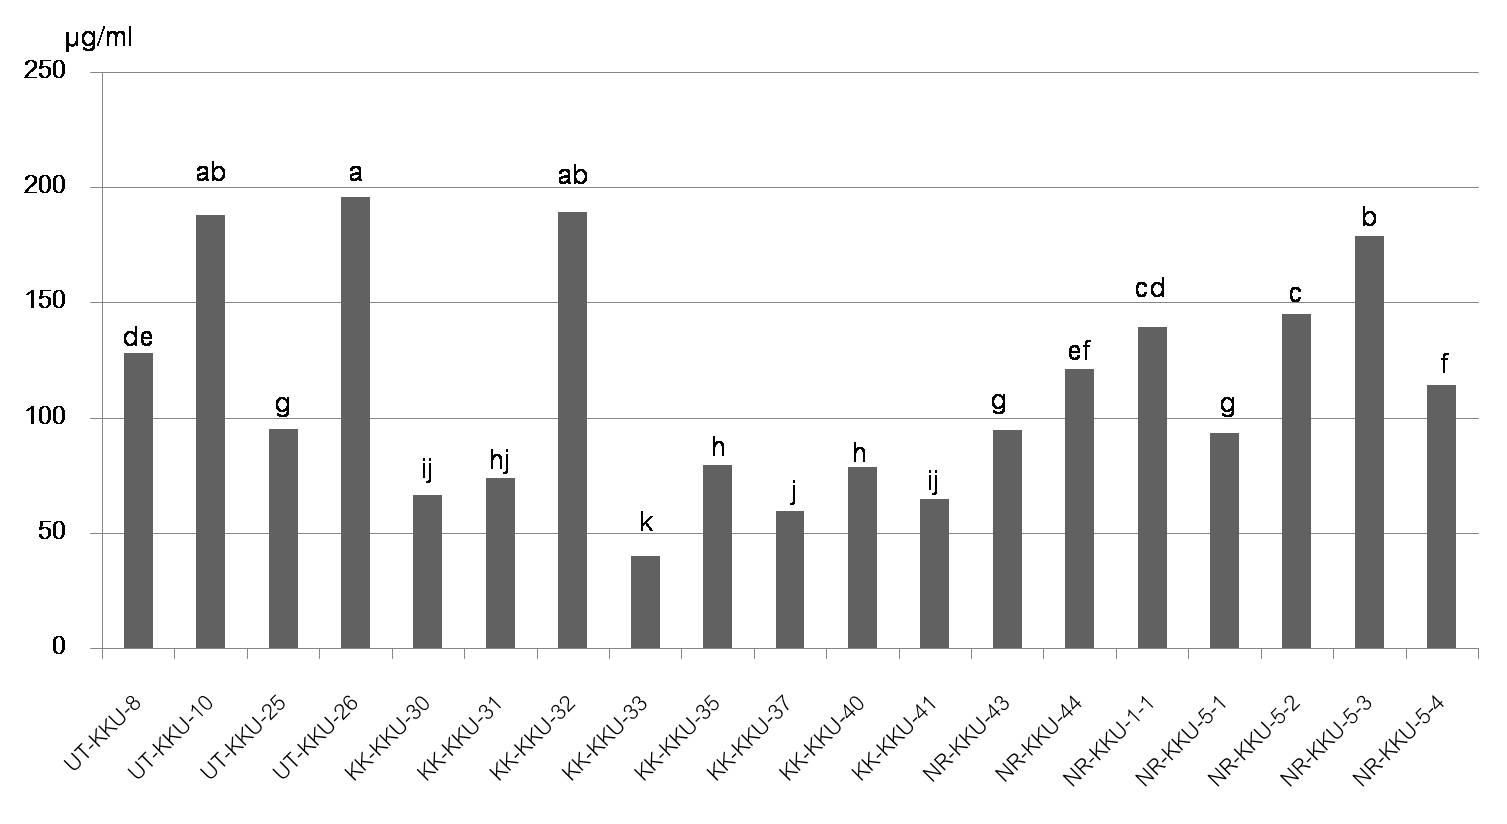 µg/ml
250
200
150
100
50
0
de
ab
g
a
ij
hj
ab
k
h
j
h
ij
g
ef
cd
g
c
b
f
UT-KKU-8
UT-KKU-10
UT-KKU-25
UT-KKU-26
KK-KKU-30
KK-KKU-31
KK-KKU-32
KK-KKU-33
KK-KKU-35
KK-KKU-37
KK-KKU-40
KK-KKU-41
NR-KKU-43
NR-KKU-44
NR-KKU-1-1
NR-KKU-5-1
NR-KKU-5-2
NR-KKU-5-3
NR-KKU-5-4